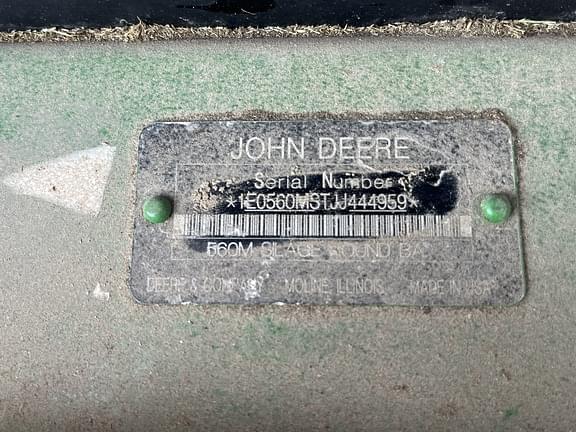 JOHN DEERE
Serial Number
*1E0560MSTJJ444959*
560M SILAGE ROUND BA
DEERE & COMPANY MOLINE, ILLINOIS MADE IN USA